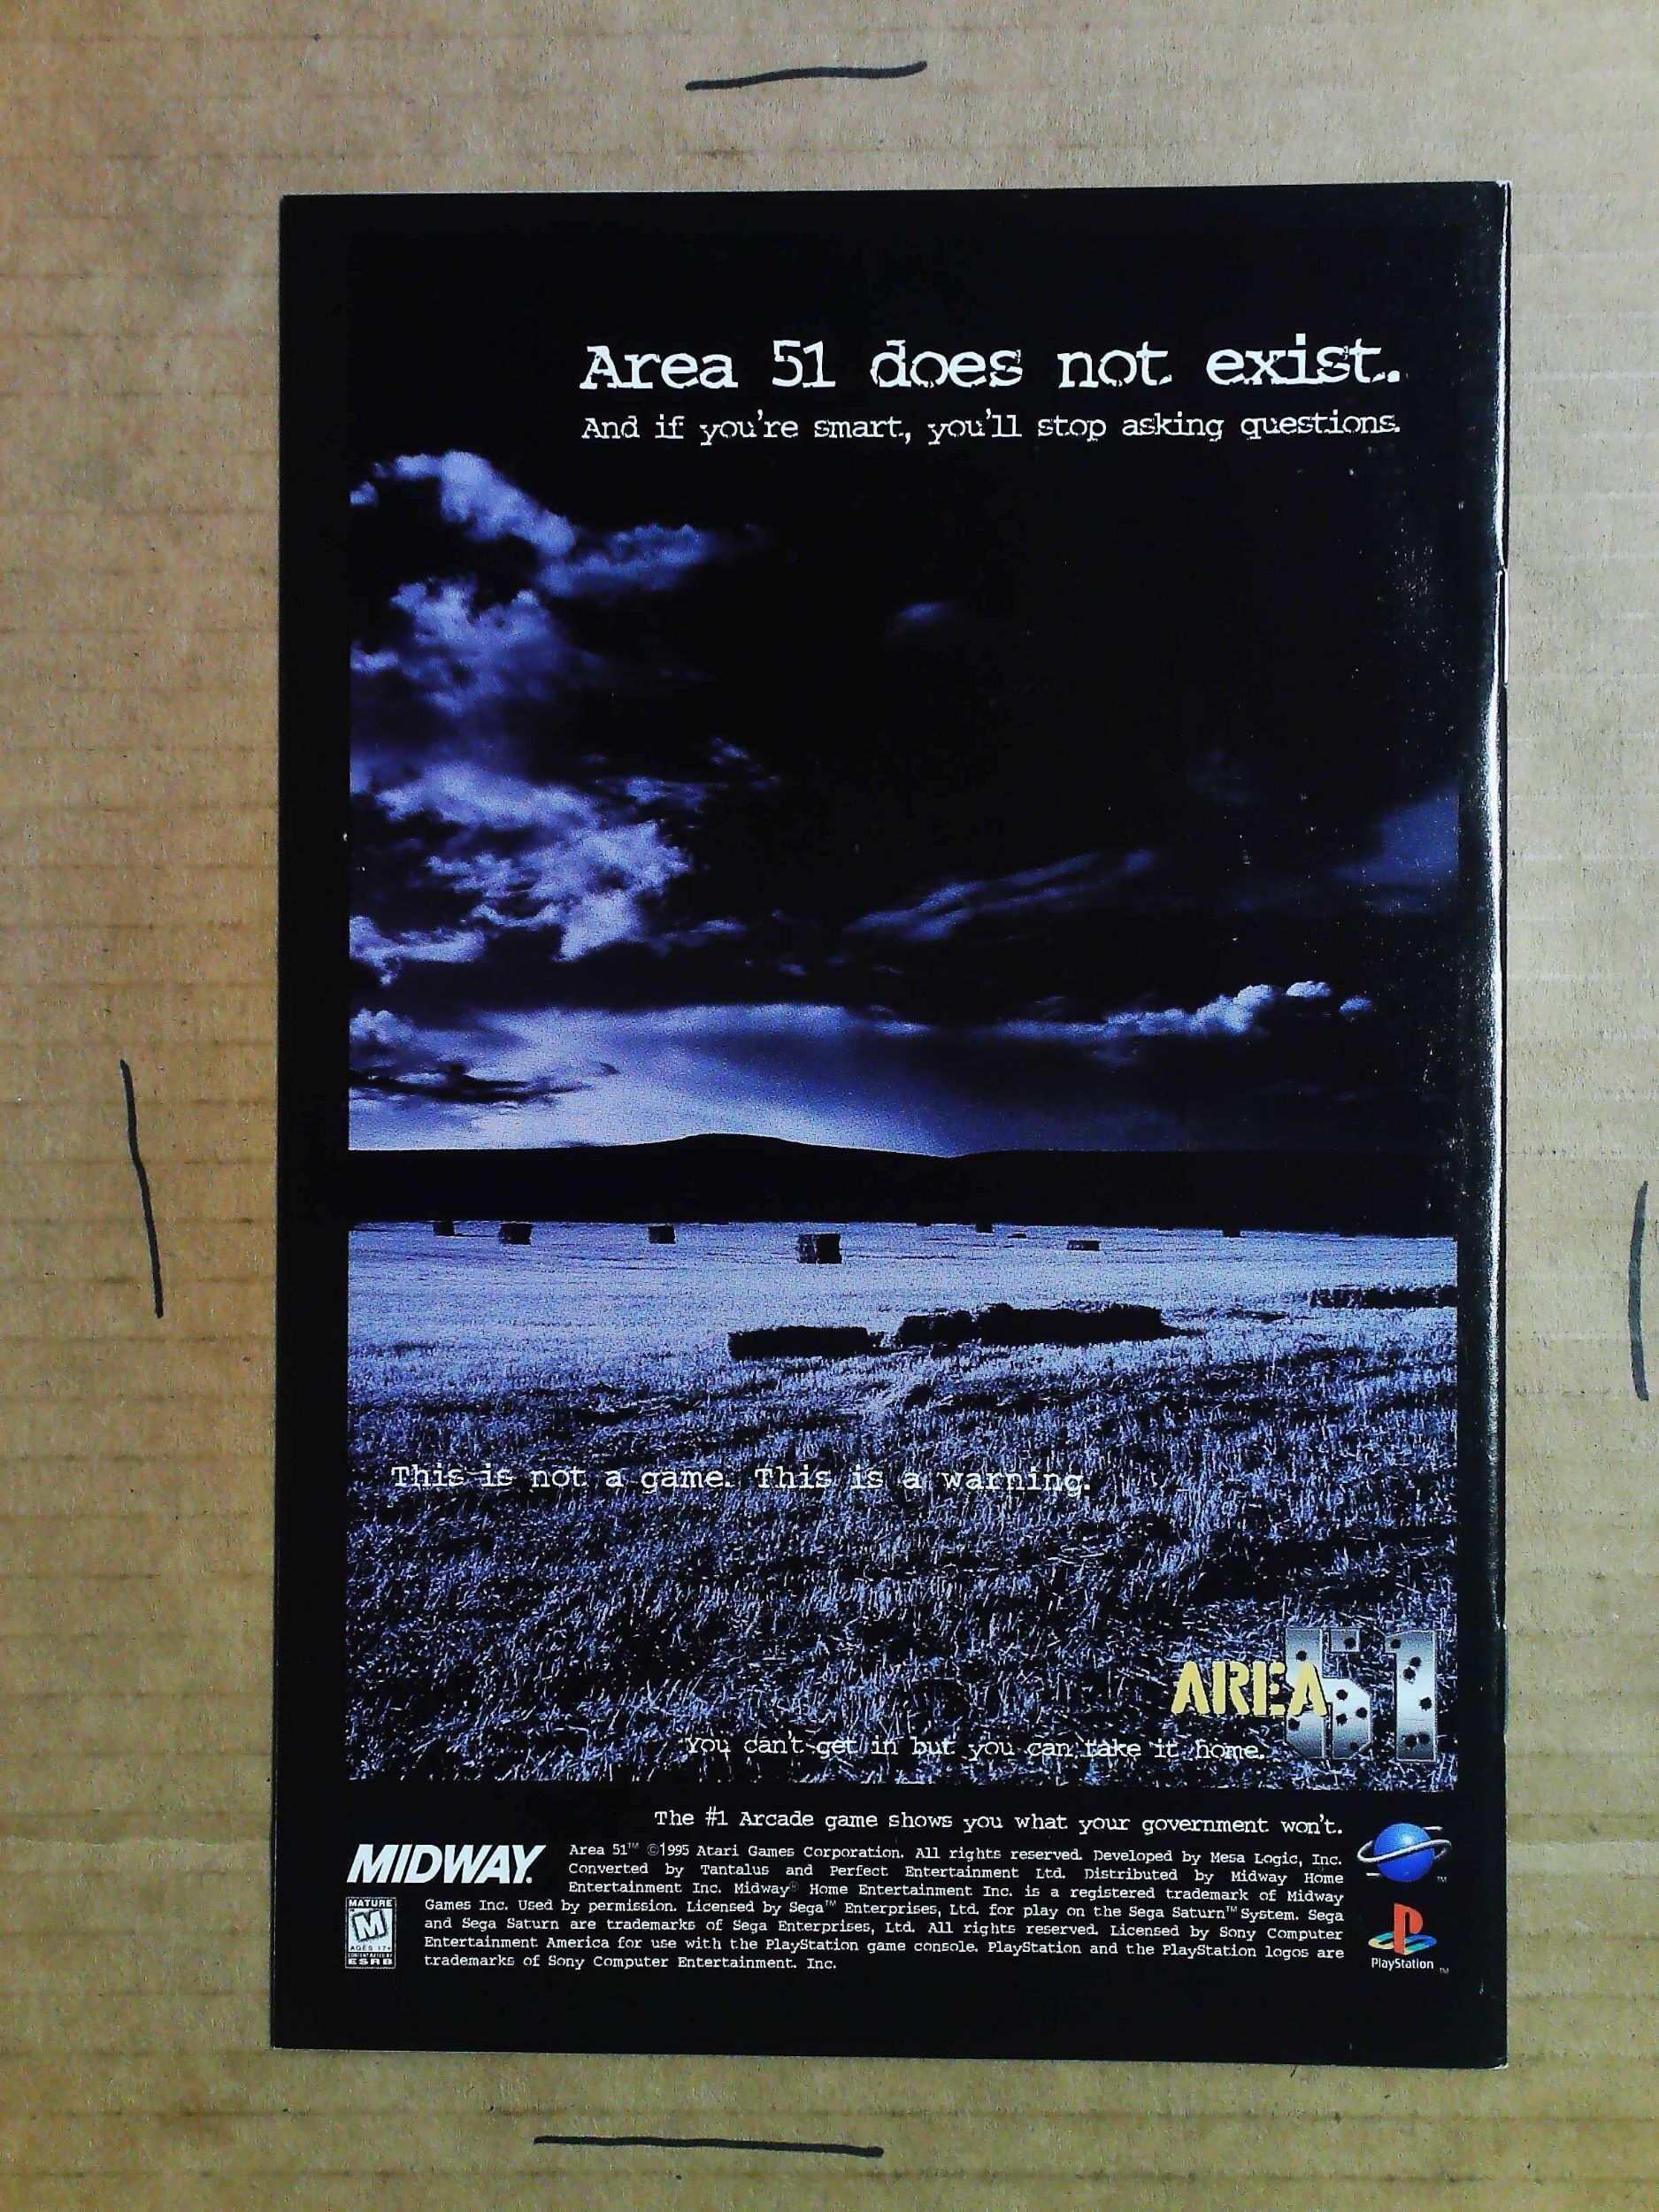 Area 51 does not exist.
And if you're smart, you'll stop asking questions.
This is not a game. This is a warning.
AREA 51
You can't get in but you can take it home.
The #1 Arcade game shows you what your government won't.
MIDWAY
Area 51™ ©1995 Atari Games Corporation. All rights reserved. Developed by Mesa Logic, Inc.
Converted by Tantalus and Perfect Entertainment Ltd. Distributed by Midway Home
Entertainment Inc. Midway® Home Entertainment Inc. is a registered trademark of Midway
Games Inc. Used by permission. Licensed by Sega™ Enterprises, Ltd. for play on the Sega Saturn™ System. Sega
and Sega Saturn are trademarks of Sega Enterprises, Ltd. All rights reserved. Licensed by Sony Computer
Entertainment America for use with the PlayStation game console. PlayStation and the PlayStation logos are
trademarks of Sony Computer Entertainment. Inc.
MATURE
M
AGES 17+
CONTENT RATED BY
ESRB
TM
PlayStation TM